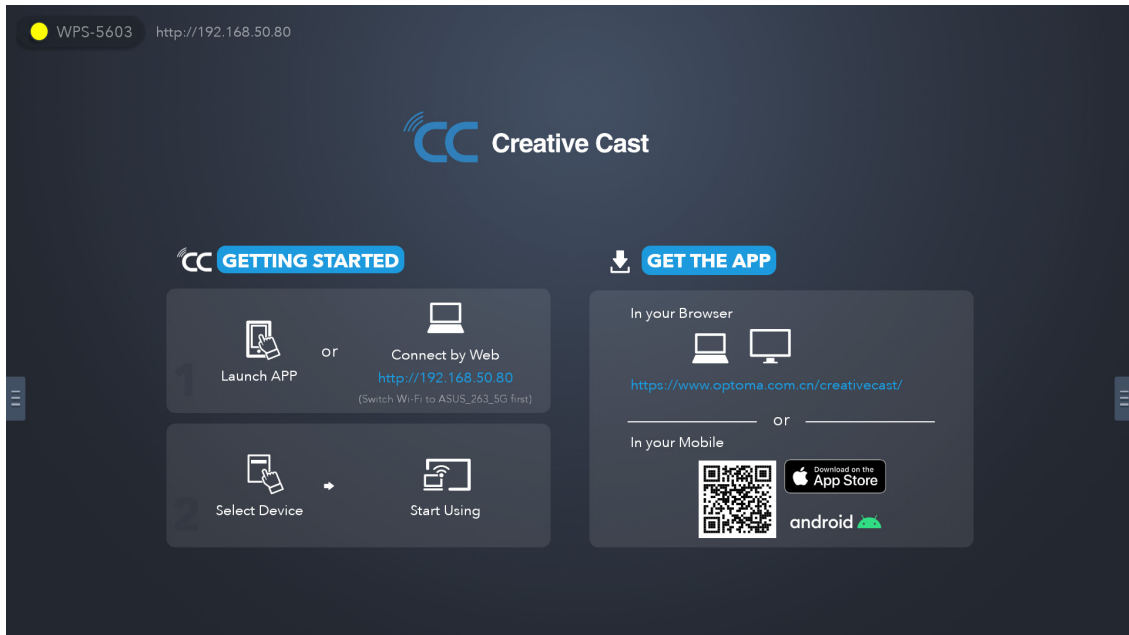 WPS-5603 http://192.168.50.80
CC Creative Cast
CC GETTING STARTED
1
Launch APP
or
Connect by Web
http://192.168.50.80
(Switch Wi-Fi to ASUS_263_5G first)
2
Select Device
Start Using
GET THE APP
In your Browser
https://www.optoma.com.cn/creativecast/
or
In your Mobile
Download on the
App Store
android